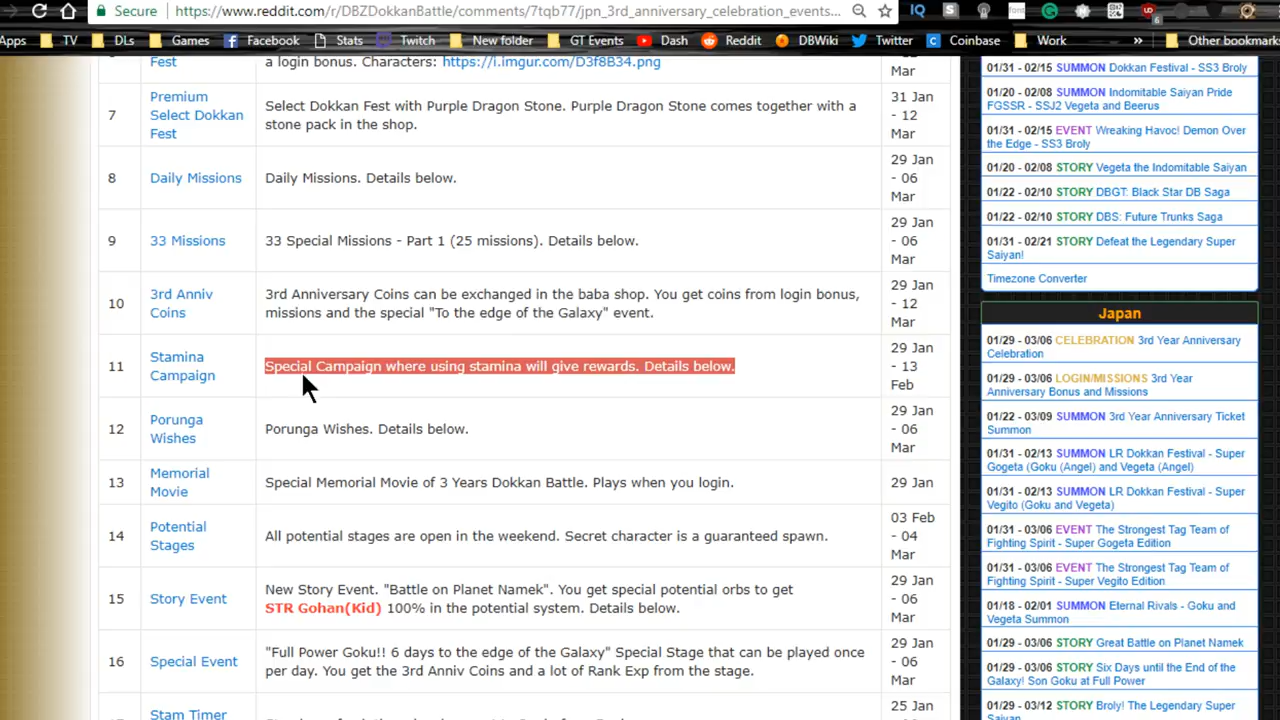 Secure https://www.reddit.com/r/DBZDokkanBattle/comments/7tqb77/jpn_3rd_anniversary_celebration_events...
Apps TV DLs Games Facebook Stats Twitch New folder GT Events Dash Reddit DBWiki Twitter Coinbase Work » Other bookmarks
Fest
a login bonus. Characters: https://i.imgur.com/D3f8B34.png
Mar
7
Premium
Select Dokkan
Fest
Select Dokkan Fest with Purple Dragon Stone. Purple Dragon Stone comes together with a
stone pack in the shop.
31 Jan
- 12
Mar
8
Daily Missions
Daily Missions. Details below.
29 Jan
- 06
Mar
9
33 Missions
33 Special Missions - Part 1 (25 missions). Details below.
29 Jan
- 06
Mar
10
3rd Anniv
Coins
3rd Anniversary Coins can be exchanged in the baba shop. You get coins from login bonus,
missions and the special "To the edge of the Galaxy" event.
29 Jan
- 12
Mar
11
Stamina
Campaign
Special Campaign where using stamina will give rewards. Details below.
29 Jan
- 13
Feb
12
Porunga
Wishes
Porunga Wishes. Details below.
29 Jan
- 06
Mar
13
Memorial
Movie
Special Memorial Movie of 3 Years Dokkan Battle. Plays when you login.
29 Jan
14
Potential
Stages
All potential stages are open in the weekend. Secret character is a guaranteed spawn.
03 Feb
- 04
Mar
15
Story Event
New Story Event. "Battle on Planet Namek". You get special potential orbs to get
STR Gohan(Kid) 100% in the potential system. Details below.
29 Jan
- 06
Mar
16
Special Event
"Full Power Goku!! 6 days to the edge of the Galaxy" Special Stage that can be played once
per day. You get the 3rd Anniv Coins and a lot of Rank Exp from the stage.
29 Jan
- 06
Mar
Stam Timer
25 Jan
01/31 - 02/15 SUMMON Dokkan Festival - SS3 Broly
01/20 - 02/08 SUMMON Indomitable Saiyan Pride
FGSSR - SSJ2 Vegeta and Beerus
01/31 - 02/15 EVENT Wreaking Havoc! Demon Over
the Edge - SS3 Broly
01/20 - 02/08 STORY Vegeta the Indomitable Saiyan
01/22 - 02/10 STORY DBGT: Black Star DB Saga
01/22 - 02/10 STORY DBS: Future Trunks Saga
01/31 - 02/21 STORY Defeat the Legendary Super
Saiyan!
Timezone Converter
Japan
01/29 - 03/06 CELEBRATION 3rd Year Anniversary
Celebration
01/29 - 03/06 LOGIN/MISSIONS 3rd Year
Anniversary Bonus and Missions
01/22 - 03/09 SUMMON 3rd Year Anniversary Ticket
Summon
01/31 - 02/13 SUMMON LR Dokkan Festival - Super
Gogeta (Goku (Angel) and Vegeta (Angel)
01/31 - 02/13 SUMMON LR Dokkan Festival - Super
Vegito (Goku and Vegeta)
01/31 - 03/06 EVENT The Strongest Tag Team of
Fighting Spirit - Super Gogeta Edition
01/31 - 03/06 EVENT The Strongest Tag Team of
Fighting Spirit - Super Vegito Edition
01/18 - 02/01 SUMMON Eternal Rivals - Goku and
Vegeta Summon
01/29 - 03/06 STORY Great Battle on Planet Namek
01/29 - 03/06 STORY Six Days until the End of the
Galaxy! Son Goku at Full Power
01/29 - 03/12 STORY Broly! The Legendary Super